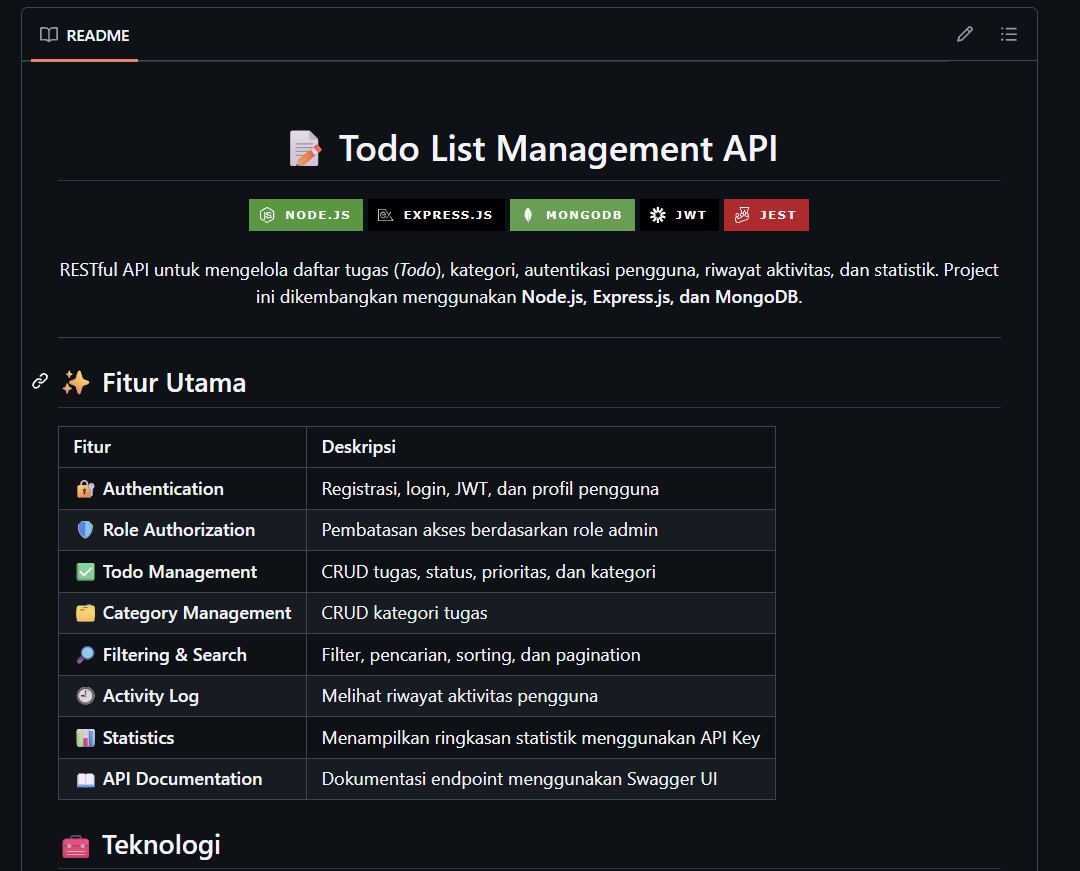 README
Todo List Management API
NODE.JS EXPRESS.JS MONGODB JWT JEST
RESTful API untuk mengelola daftar tugas (Todo), kategori, autentikasi pengguna, riwayat aktivitas, dan statistik. Project
ini dikembangkan menggunakan Node.js, Express.js, dan MongoDB.
Fitur Utama
Fitur Deskripsi
Authentication Registrasi, login, JWT, dan profil pengguna
Role Authorization Pembatasan akses berdasarkan role admin
Todo Management CRUD tugas, status, prioritas, dan kategori
Category Management CRUD kategori tugas
Filtering & Search Filter, pencarian, sorting, dan pagination
Activity Log Melihat riwayat aktivitas pengguna
Statistics Menampilkan ringkasan statistik menggunakan API Key
API Documentation Dokumentasi endpoint menggunakan Swagger UI
Teknologi